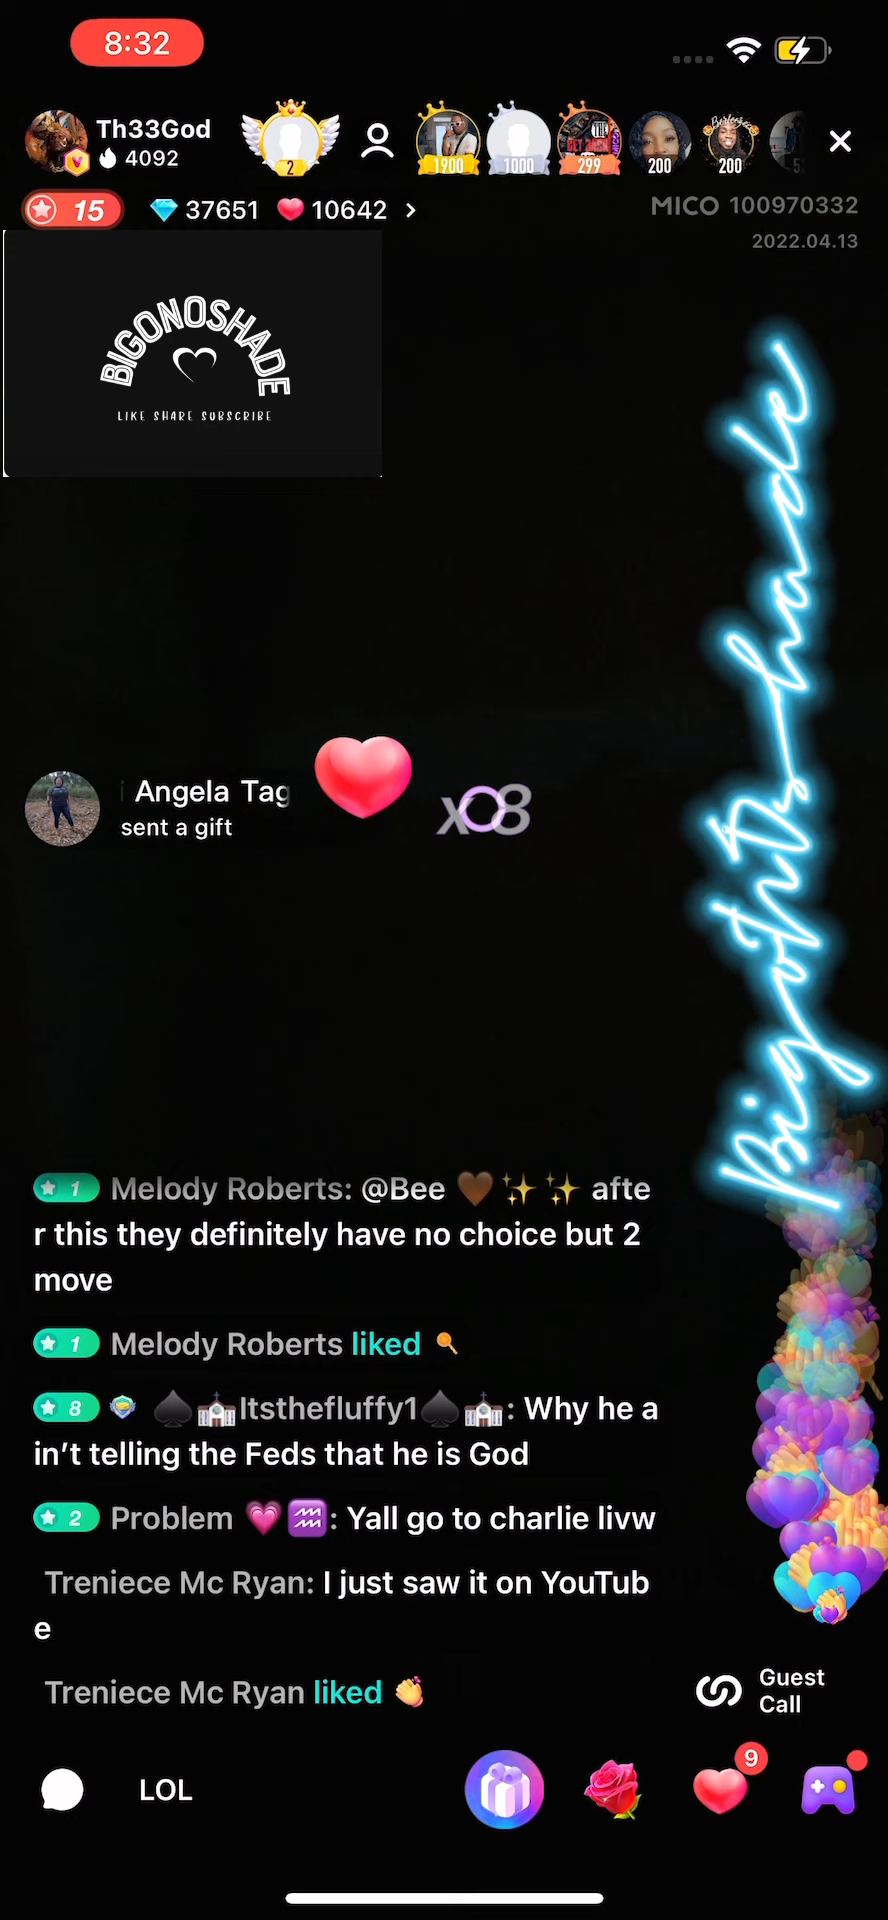 8:32
Th33God
4092
2
1900
1000
299
200
200
15
37651
10642
MICO 100970332
2022.04.13
BIGONOSHADE
LIKE SHARE SUBSCRIBE
Angela Tag
sent a gift
x8
1 Melody Roberts: @Bee 🤎✨✨ afte
r this they definitely have no choice but 2
move
1 Melody Roberts liked
8 ♠️⛪Itsthefluffy1♠️⛪: Why he a
in't telling the Feds that he is God
2 Problem 💗♒: Yall go to charlie livw
Treniece Mc Ryan: I just saw it on YouTub
e
Treniece Mc Ryan liked 👏
Guest
Call
LOL
9